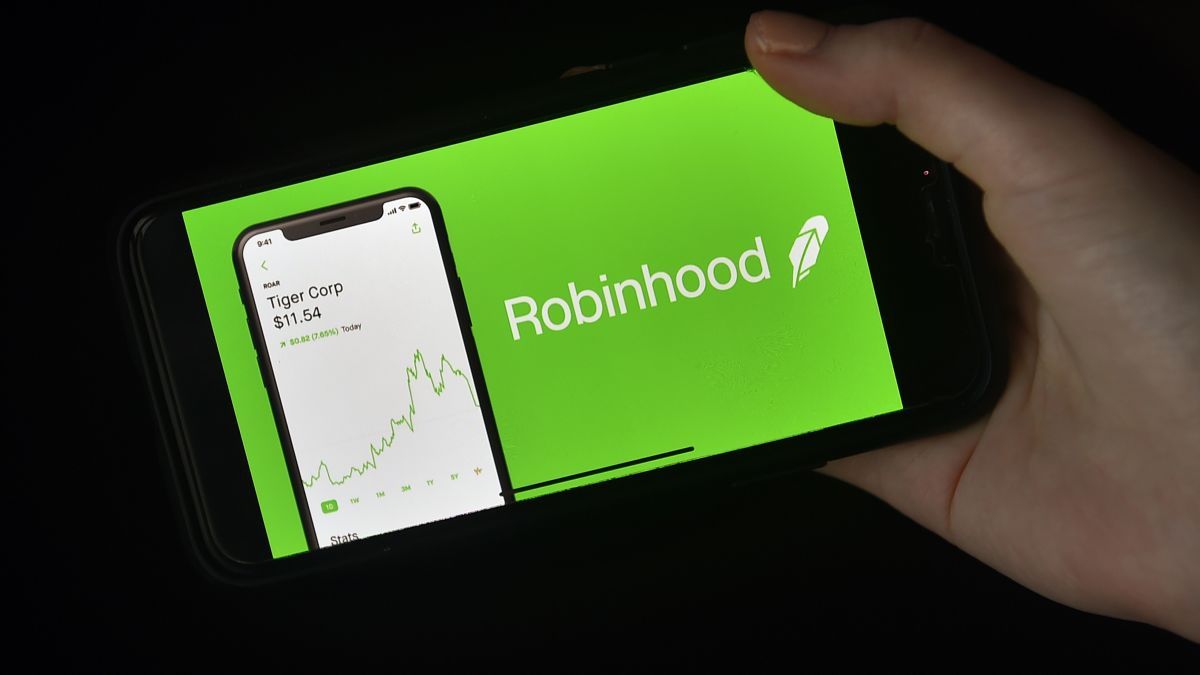 9:41
ROAR
Tiger Corp
$11.54
$0.82 (7.65%) Today
1D 1W 1M 3M 1Y 5Y
Stats
Robinhood